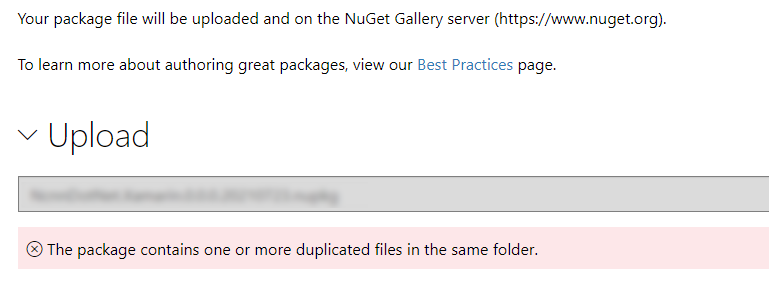 Your package file will be uploaded and on the NuGet Gallery server (https://www.nuget.org).
To learn more about authoring great packages, view our Best Practices page.
Upload
The package contains one or more duplicated files in the same folder.